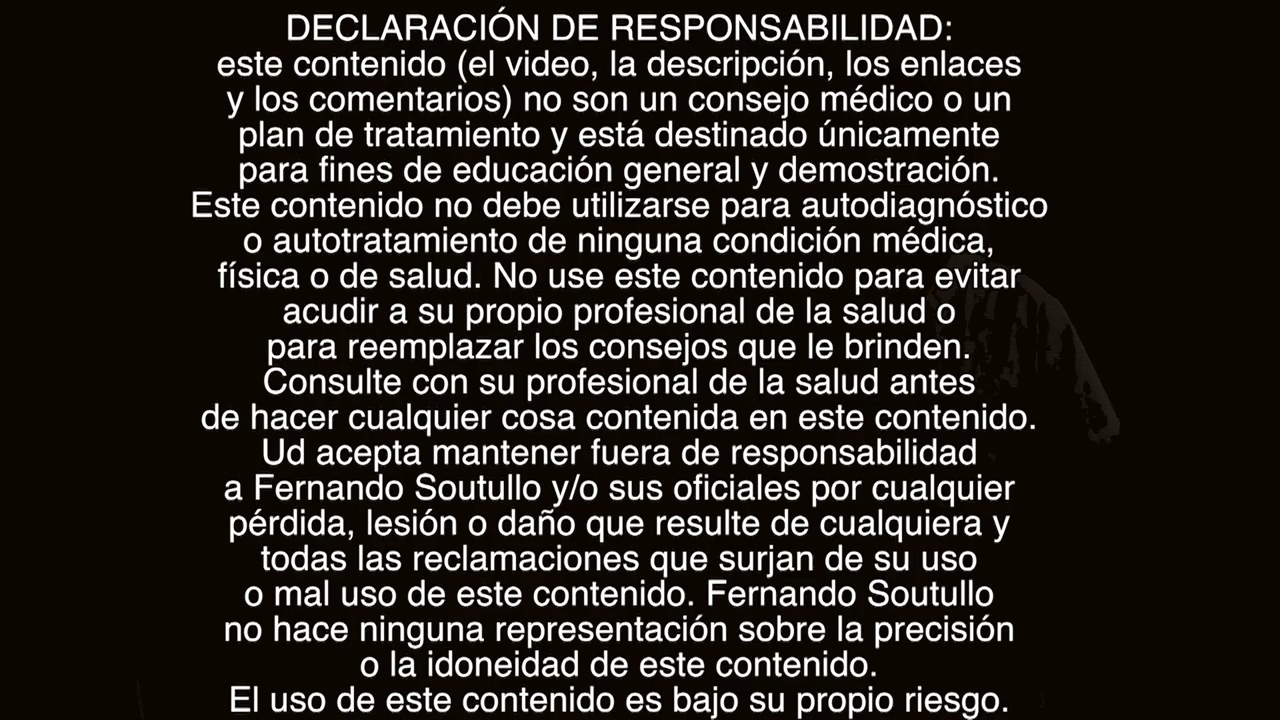 DECLARACIÓN DE RESPONSABILIDAD:
este contenido (el video, la descripción, los enlaces
y los comentarios) no son un consejo médico o un
plan de tratamiento y está destinado únicamente
para fines de educación general y demostración.
Este contenido no debe utilizarse para autodiagnóstico
o autotratamiento de ninguna condición médica,
física o de salud. No use este contenido para evitar
acudir a su propio profesional de la salud o
para reemplazar los consejos que le brinden.
Consulte con su profesional de la salud antes
de hacer cualquier cosa contenida en este contenido.
Ud acepta mantener fuera de responsabilidad
a Fernando Soutullo y/o sus oficiales por cualquier
pérdida, lesión o daño que resulte de cualquiera y
todas las reclamaciones que surjan de su uso
o mal uso de este contenido. Fernando Soutullo
no hace ninguna representación sobre la precisión
o la idoneidad de este contenido.
El uso de este contenido es bajo su propio riesgo.